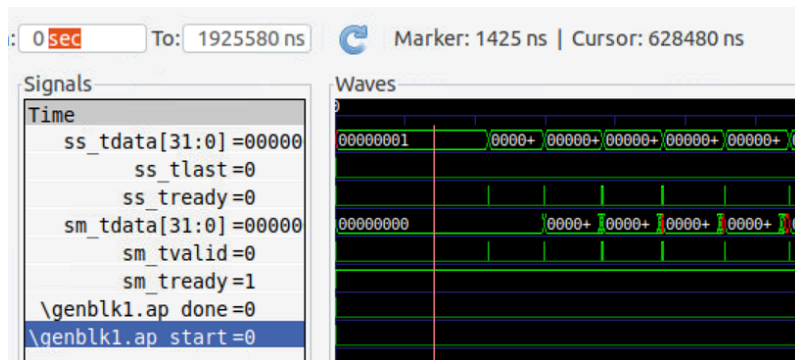 : 0 sec To: 1925580 ns Marker: 1425 ns | Cursor: 628480 ns
Signals Waves
Time 0
ss_tdata[31:0]=00000 00000001 0000+ 00000+ 00000+ 00000+ 00000+
ss_tlast=0
ss_tready=0
sm_tdata[31:0]=00000 00000000 0000+ 0000+ 0000+ 0000+
sm_tvalid=0
sm_tready=1
\genblk1.ap_done=0
\genblk1.ap_start=0